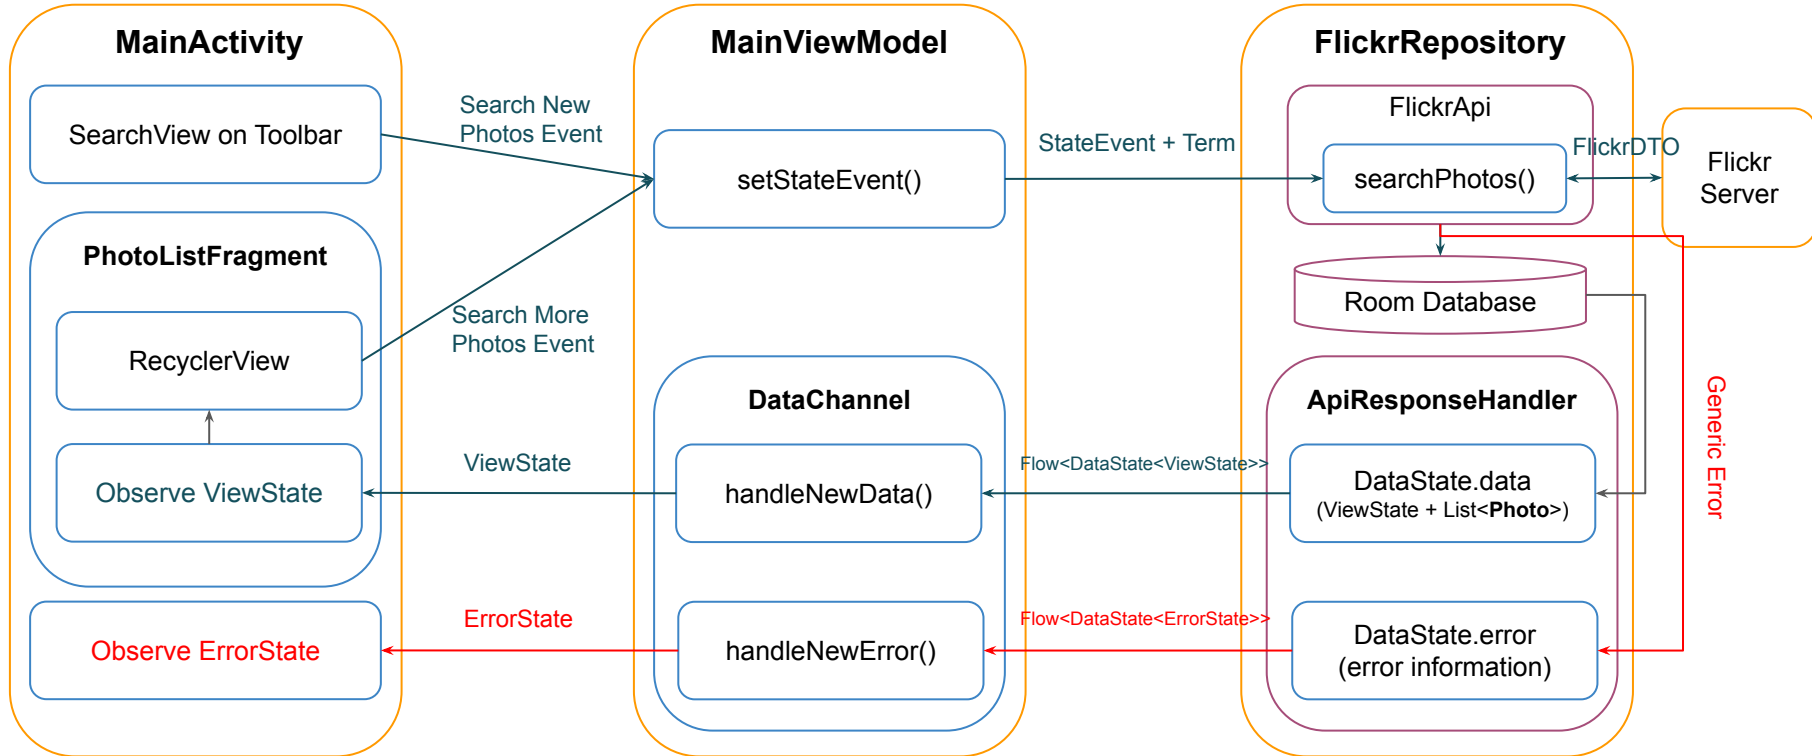 MainActivity
SearchView on Toolbar
PhotoListFragment
RecyclerView
Observe ViewState
Observe ErrorState
Search New
Photos Event
Search More
Photos Event
ViewState
ErrorState
MainViewModel
setStateEvent()
DataChannel
handleNewData()
handleNewError()
StateEvent + Term
Flow<DataState<ViewState>>
Flow<DataState<ErrorState>>
FlickrRepository
FlickrApi
searchPhotos()
Room Database
ApiResponseHandler
DataState.data
(ViewState + List<Photo>)
DataState.error
(error information)
FlickrDTO
Flickr
Server
Generic Error